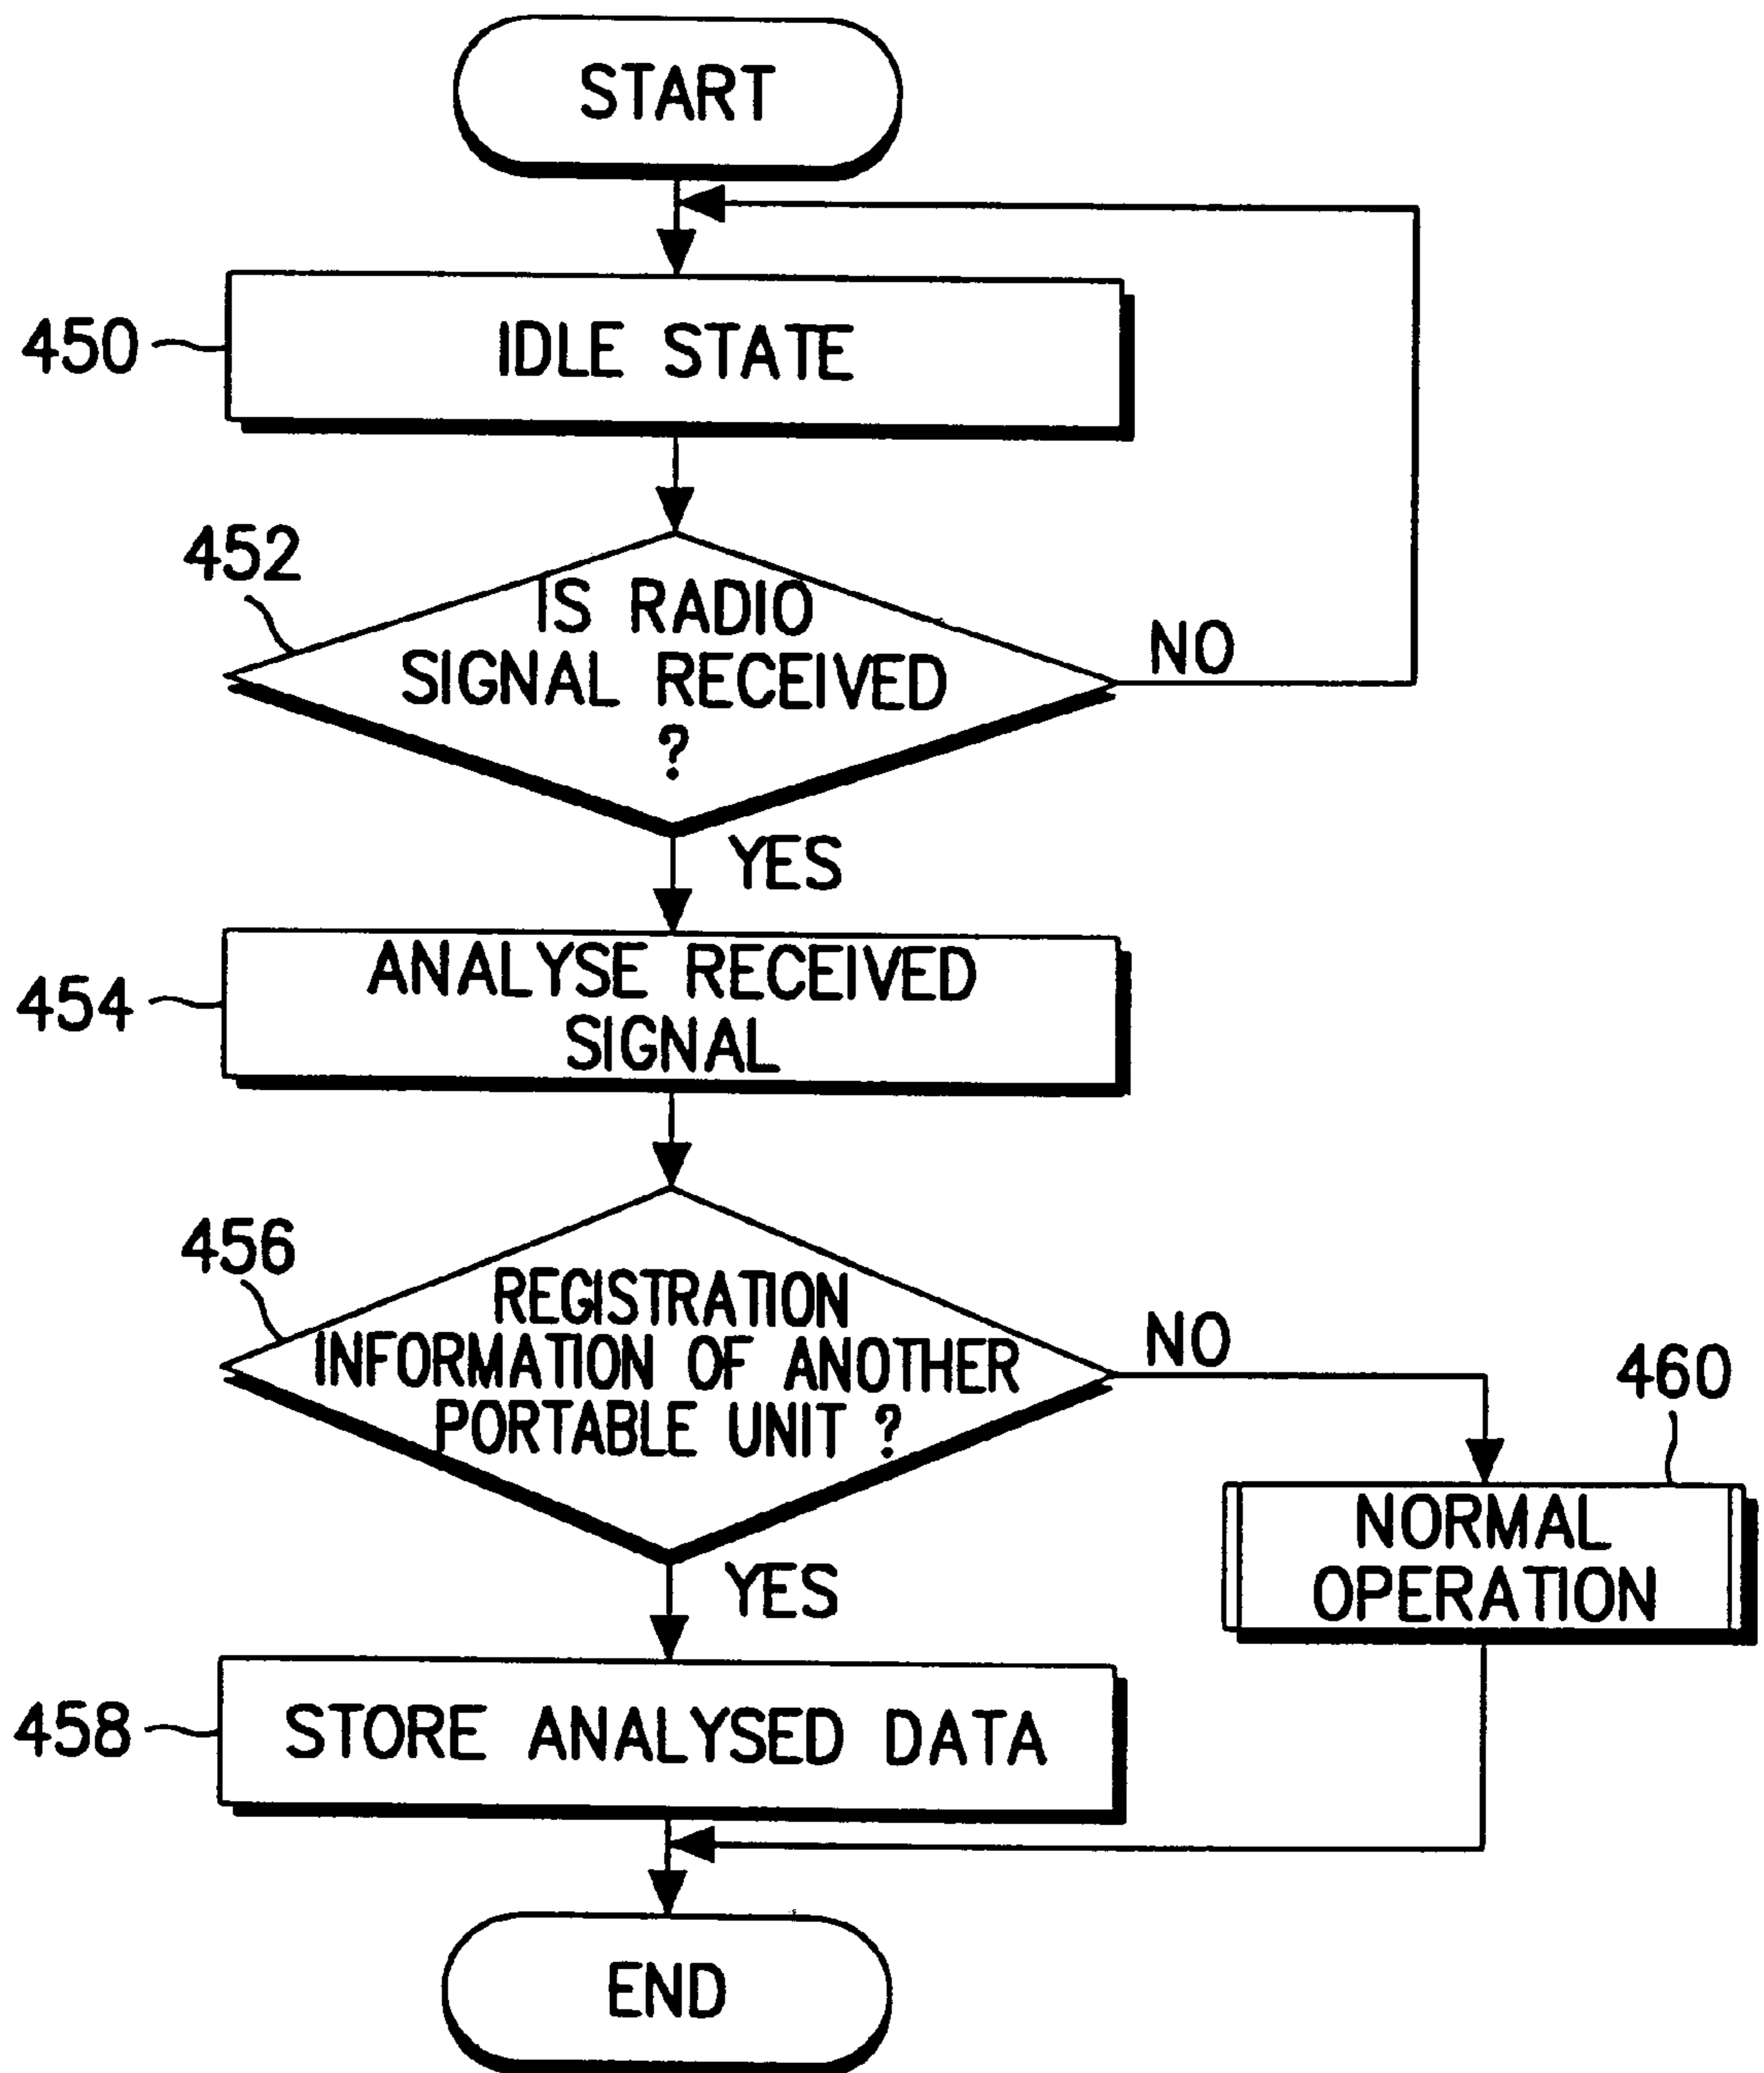 START
450
IDLE STATE
452
IS RADIO
SIGNAL RECEIVED
?
NO
YES
454
ANALYSE RECEIVED
SIGNAL
456
REGISTRATION
INFORMATION OF ANOTHER
PORTABLE UNIT ?
NO
460
NORMAL
OPERATION
YES
458
STORE ANALYSED DATA
END